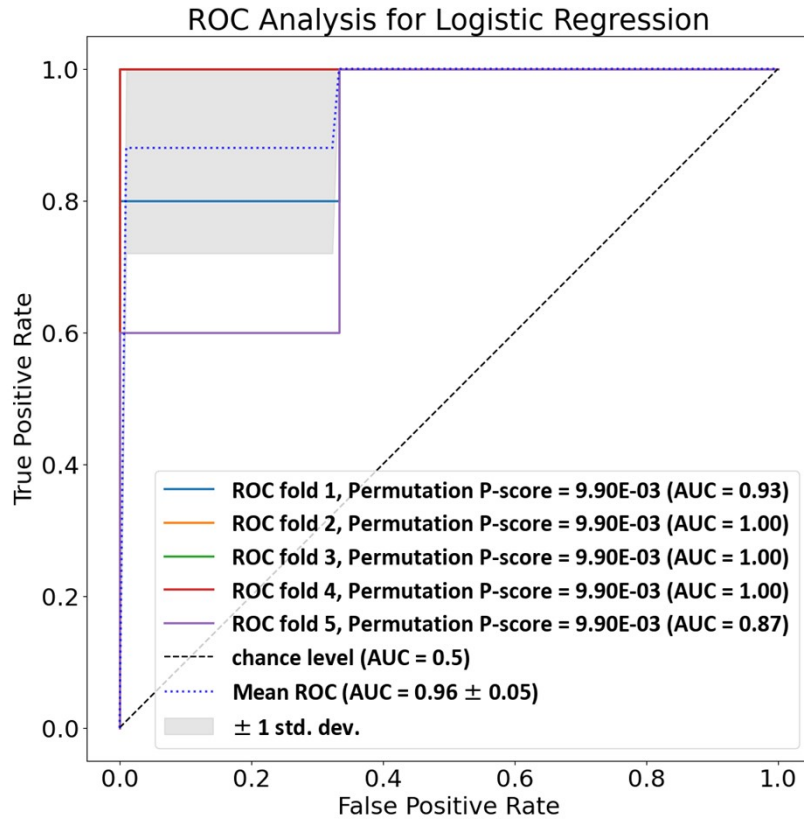 ROC Analysis for Logistic Regression
True Positive Rate
1.0
0.8
0.6
0.4
0.2
0.0
ROC fold 1, Permutation P-score = 9.90E-03 (AUC = 0.93)
ROC fold 2, Permutation P-score = 9.90E-03 (AUC = 1.00)
ROC fold 3, Permutation P-score = 9.90E-03 (AUC = 1.00)
ROC fold 4, Permutation P-score = 9.90E-03 (AUC = 1.00)
ROC fold 5, Permutation P-score = 9.90E-03 (AUC = 0.87)
chance level (AUC = 0.5)
Mean ROC (AUC = 0.96 ± 0.05)
± 1 std. dev.
0.0 0.2 0.4 0.6 0.8 1.0
False Positive Rate